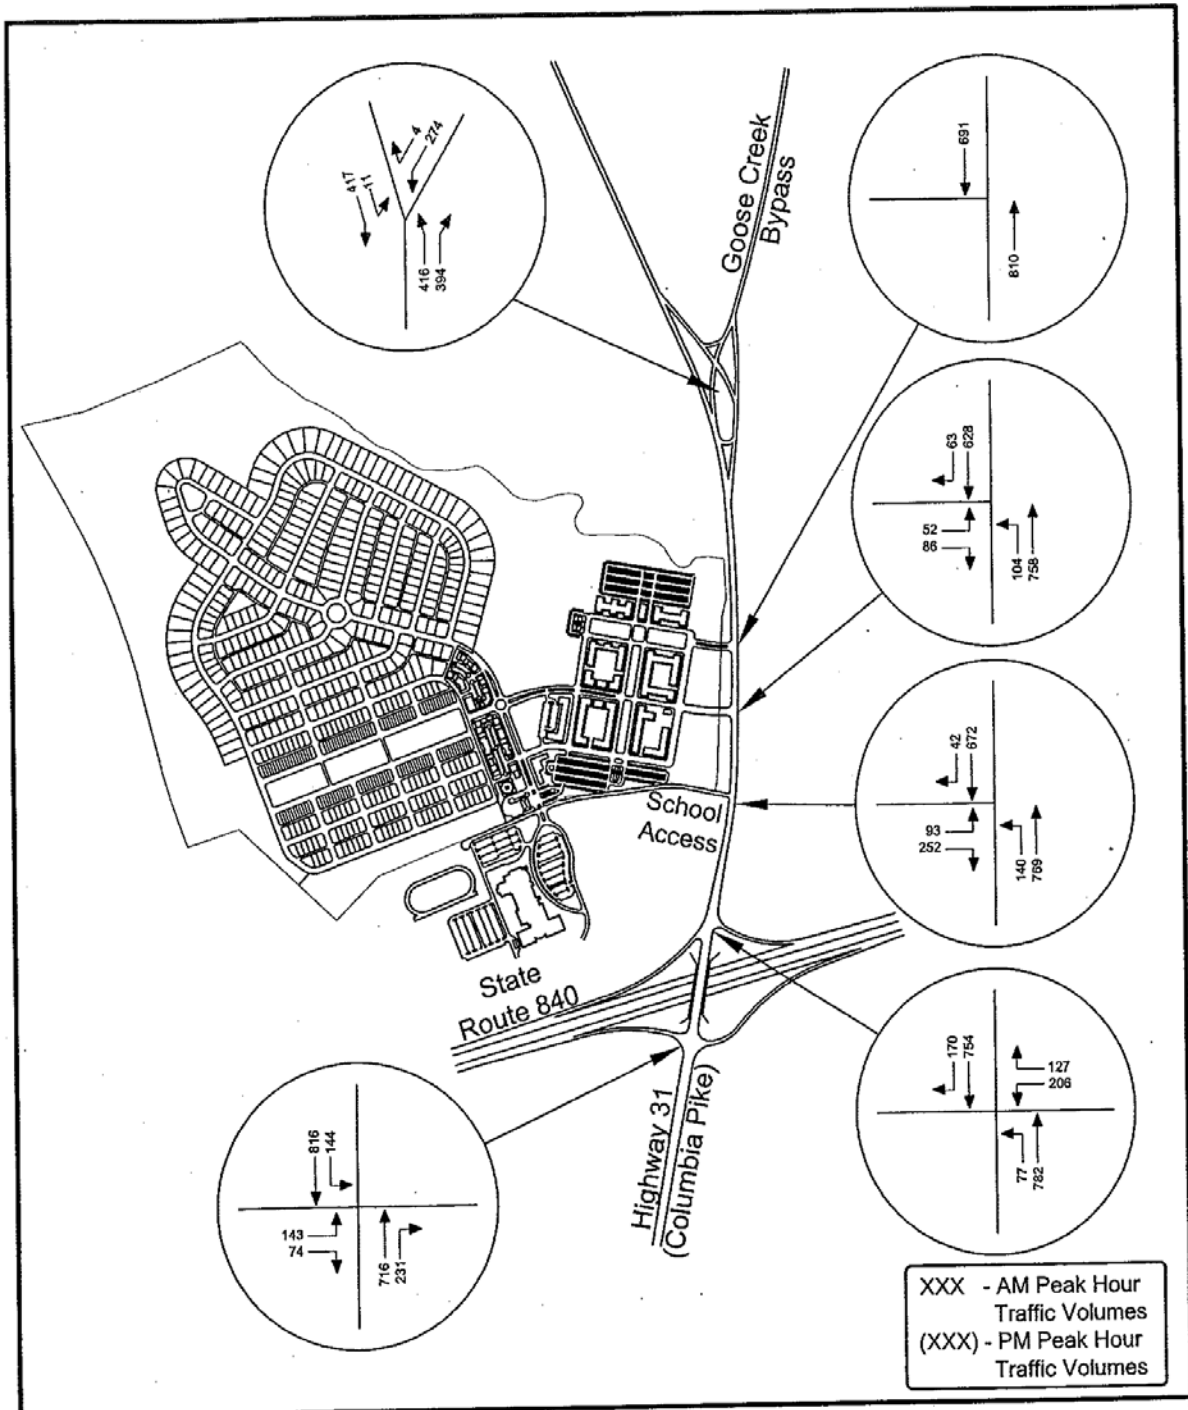 4
274
417
11
416
394
Goose Creek
Bypass
691
810
63
628
52
86
104
758
School
Access
42
672
93
252
140
769
State
Route 840
170
754
127
206
77
782
Highway 31
(Columbia Pike)
816
144
143
74
716
231
XXX - AM Peak Hour
Traffic Volumes
(XXX) - PM Peak Hour
Traffic Volumes